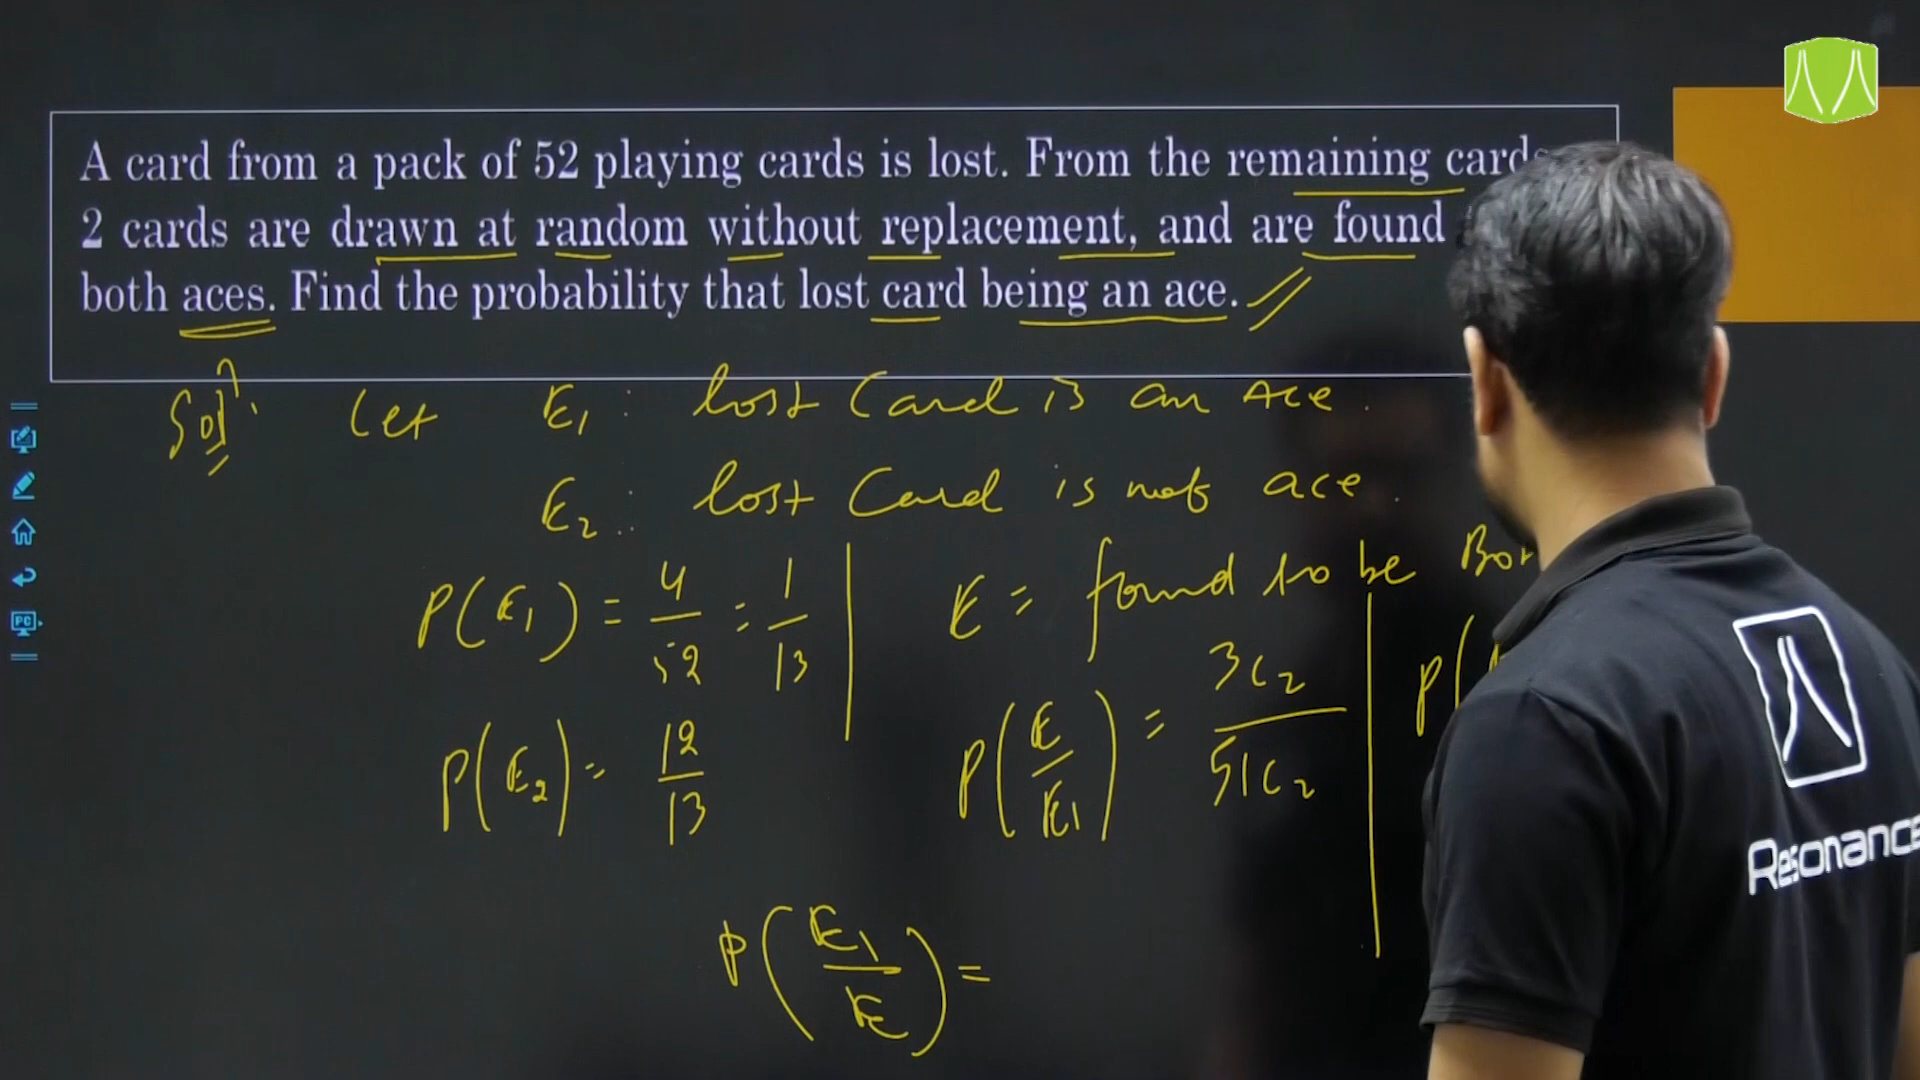 A card from a pack of 52 playing cards is lost. From the remaining cards
2 cards are drawn at random without replacement, and are found
both aces. Find the probability that lost card being an ace.
Solⁿ. Let E₁ : lost Card is an Ace.
E₂ : lost Card is not ace.
P(E₁) = 4/52 = 1/13
E = found to be
P(E₂) = 12/13
P(E/E₁) = 3C₂/51C₂
P(
P(E₁/E) =
Resonance
PC